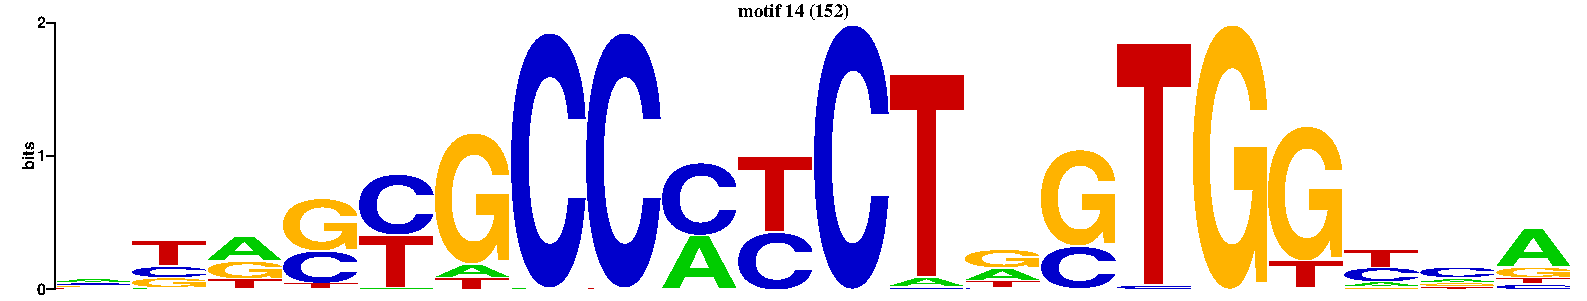 motif 14 (152)
2
bits
1
0
A T A G C G C C C T C T G G T G G T C A
C C G C T A A C A A C C T C A G
G T T T T A T